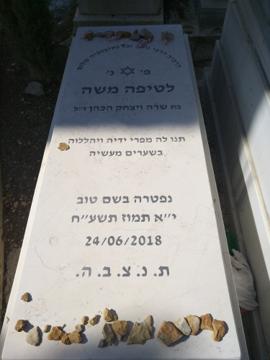 פ׳ נ׳
לטיפה משה
בת שרה ויצחק הכהן ז״ל
תנו לה מפרי ידיה ויהללוה
בשערים מעשיה
נפטרה בשם טוב
י״א תמוז תשע״ח
24/06/2018
ת. נ. צ. ב. ה.